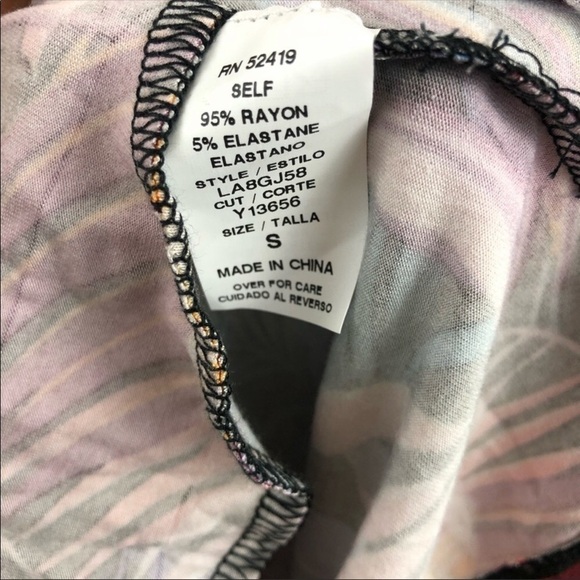 RN 52419
SELF
95% RAYON
5% ELASTANE
ELASTANO
STYLE / ESTILO
LA8GJ58
CUT / CORTE
Y13656
SIZE / TALLA
S
MADE IN CHINA
OVER FOR CARE
CUIDADO AL REVERSO